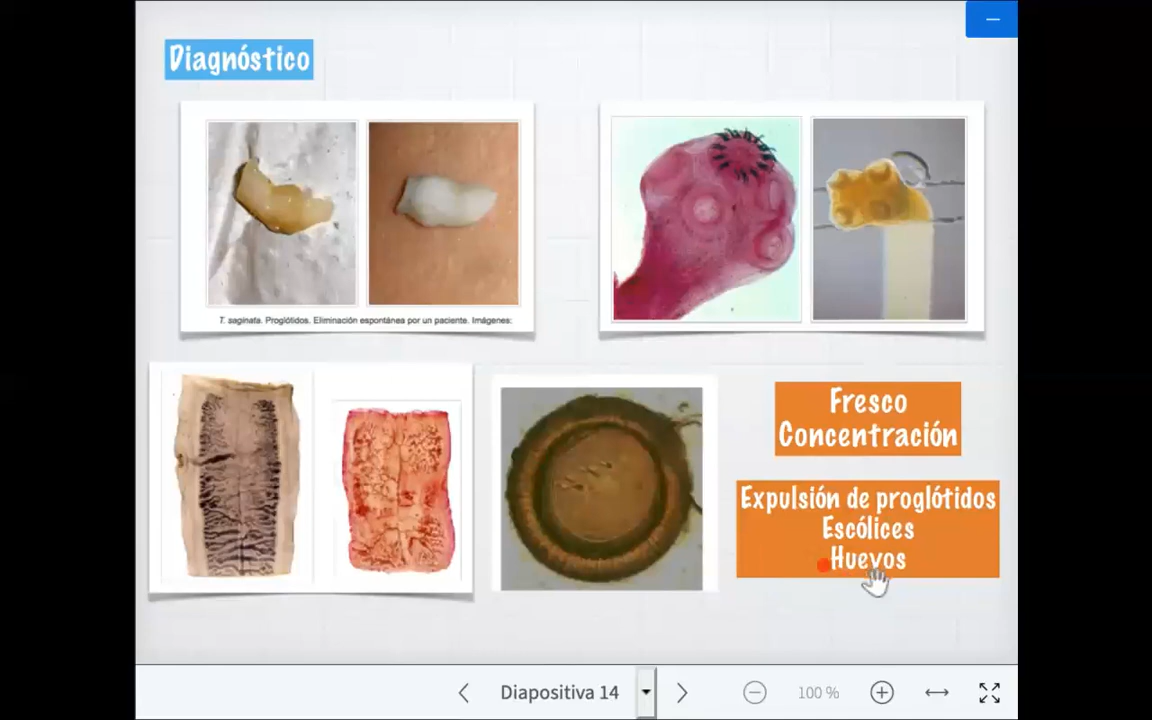 Diagnóstico
T. saginata. Proglótidos. Eliminación espontánea por un paciente. Imágenes:
Fresco
Concentración
Expulsión de proglótidos
Escólices
Huevos
Diapositiva 14
100 %